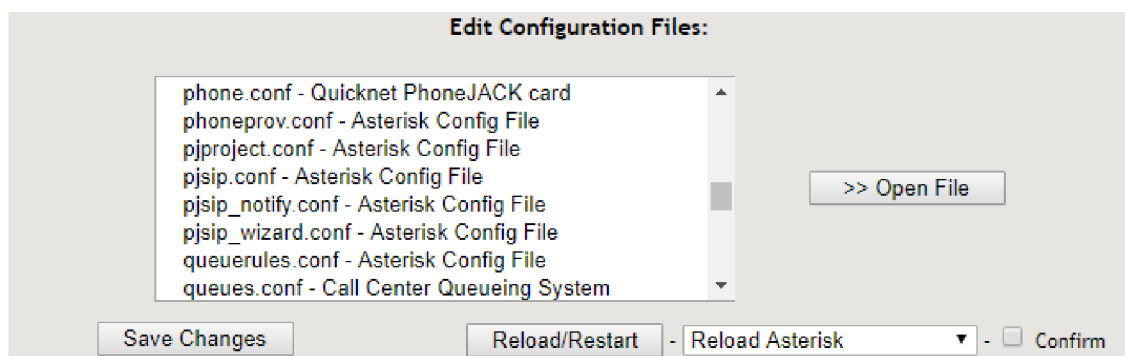 Edit Configuration Files:
phone.conf - Quicknet PhoneJACK card
phoneprov.conf - Asterisk Config File
pjproject.conf - Asterisk Config File
pjsip.conf - Asterisk Config File
pjsip_notify.conf - Asterisk Config File
pjsip_wizard.conf - Asterisk Config File
queuerules.conf - Asterisk Config File
queues.conf - Call Center Queueing System
>> Open File
Save Changes
Reload/Restart - Reload Asterisk - Confirm